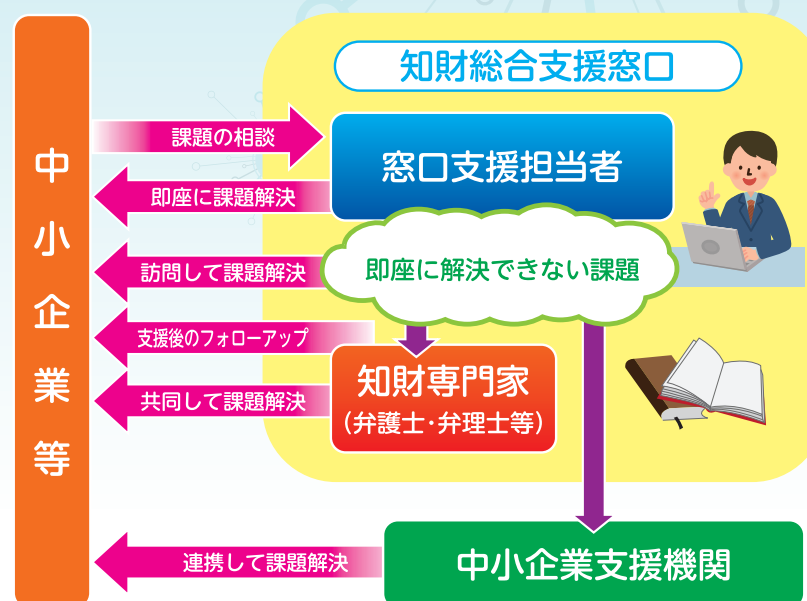 知財総合支援窓口
中小企業等
課題の相談
窓口支援担当者
即座に課題解決
訪問して課題解決
即座に解決できない課題
支援後のフォローアップ
知財専門家
(弁護士・弁理士等)
共同して課題解決
連携して課題解決
中小企業支援機関